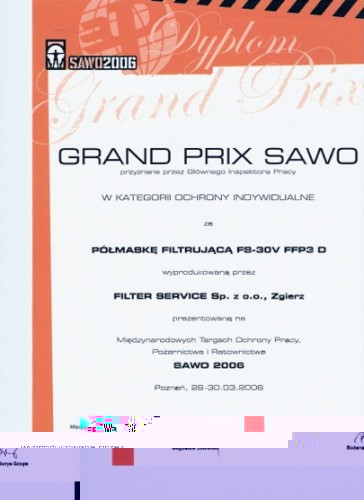 Dyplom
SAWO2006
Grand Prix
GRAND PRIX SAWO
przyznane przez Głównego Inspektora Pracy
W KATEGORII OCHRONY INDYWIDUALNE
za
PÓŁMASKĘ FILTRUJĄCĄ FS-30V FFP3 D
wyprodukowaną przez
FILTER SERVICE Sp. z o.o., Zgierz
prezentowaną na
Międzynarodowych Targach Ochrony Pracy,
Pożarnictwa i Ratownictwa
SAWO 2006
Poznań, 28-30.03.2006